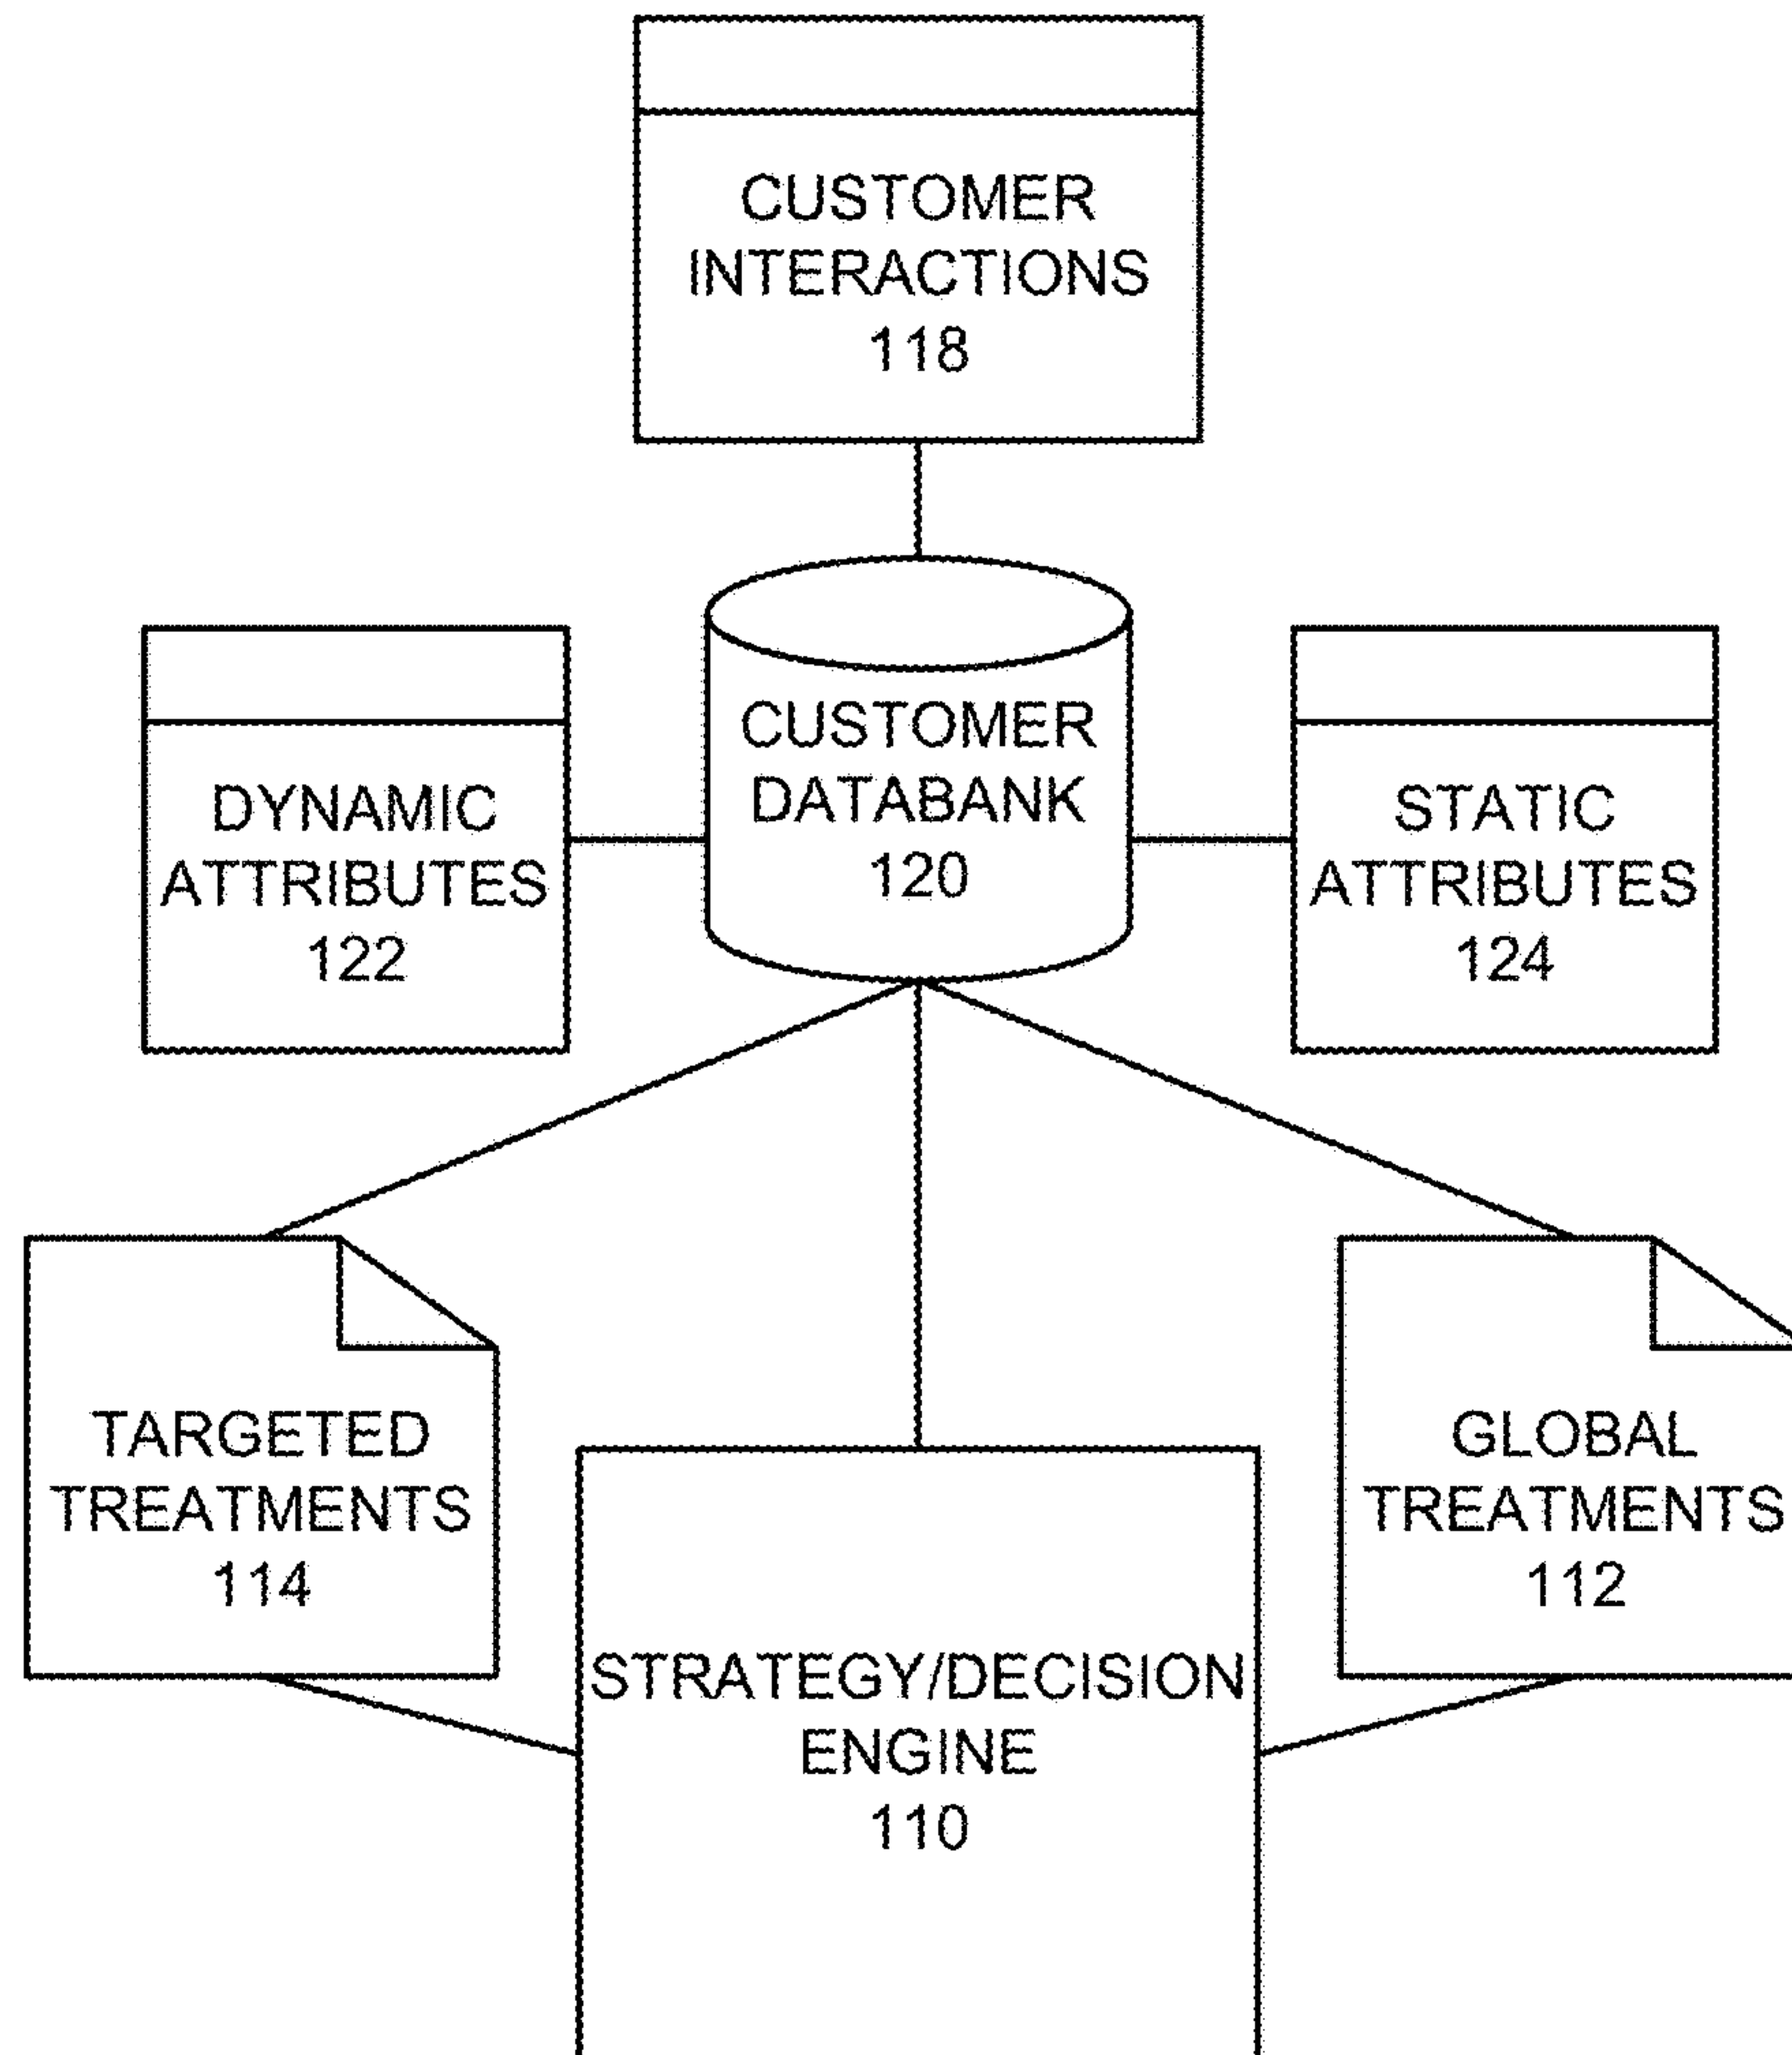 CUSTOMER
INTERACTIONS
118
CUSTOMER
DATABANK
120
DYNAMIC
ATTRIBUTES
122
STATIC
ATTRIBUTES
124
TARGETED
TREATMENTS
114
GLOBAL
TREATMENTS
112
STRATEGY/DECISION
ENGINE
110